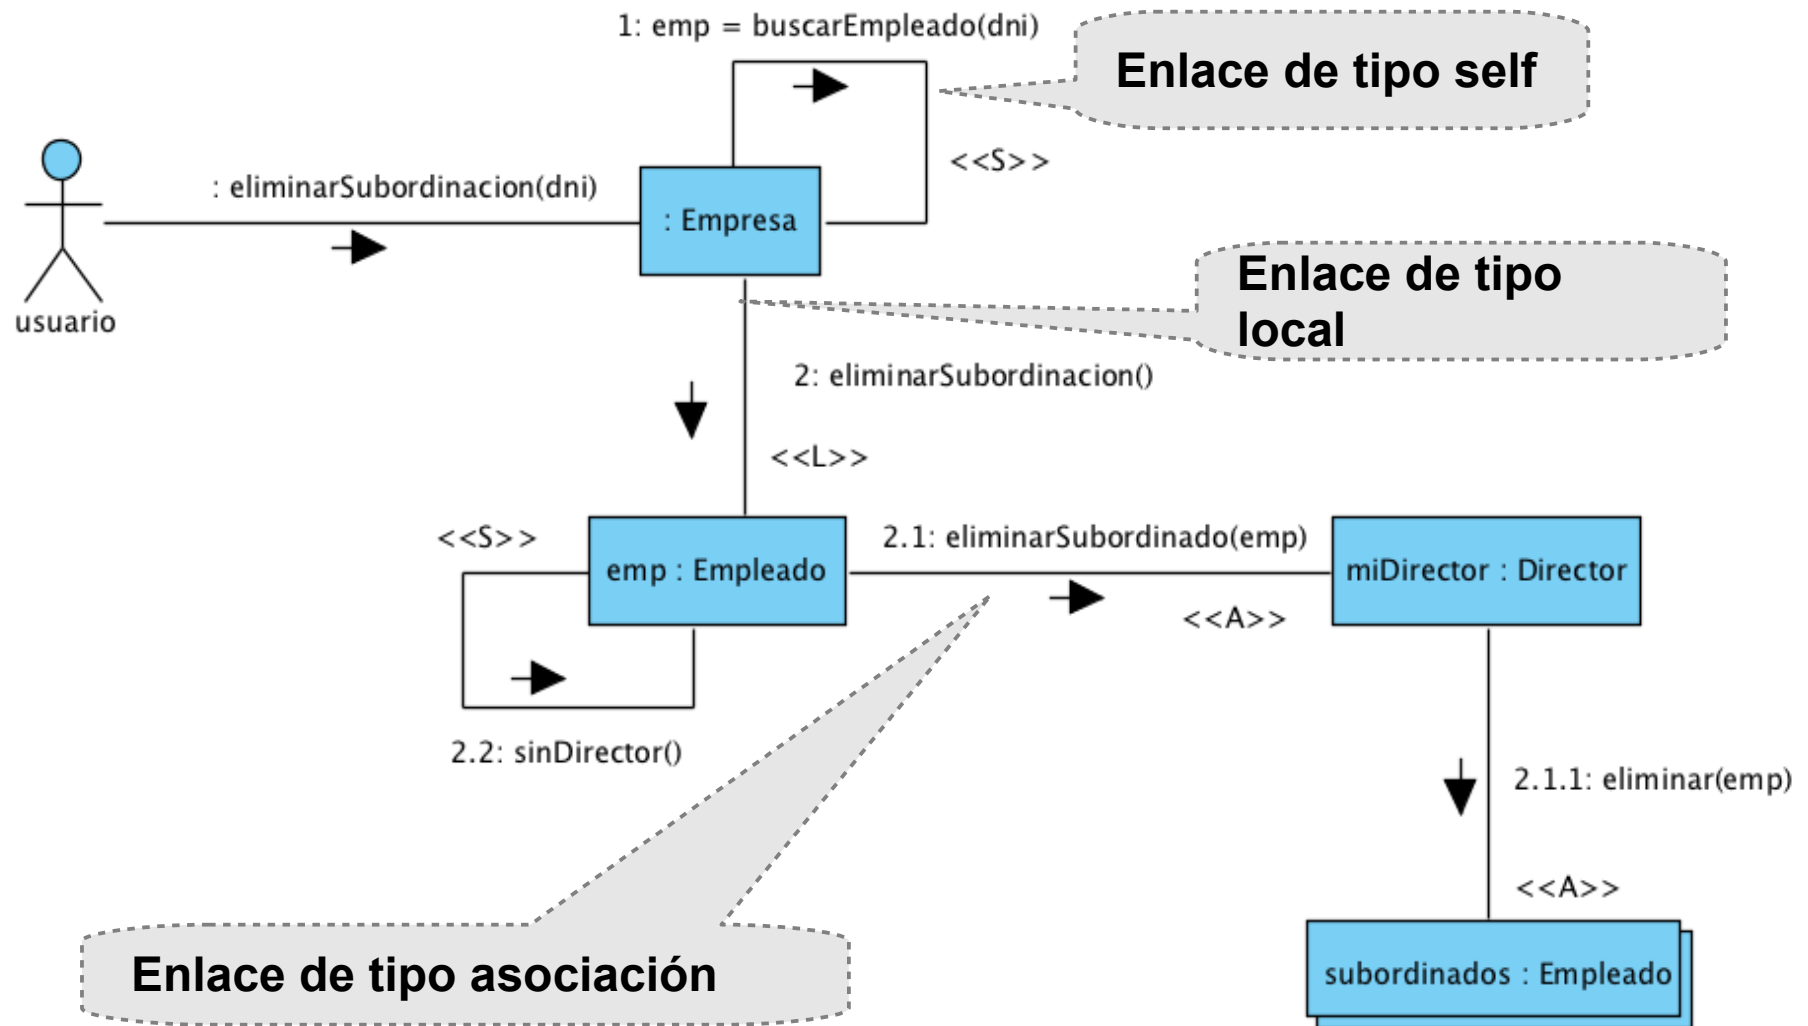 1: emp = buscarEmpleado(dni)
Enlace de tipo self
<<S>>
: eliminarSubordinacion(dni)
: Empresa
usuario
Enlace de tipo
local
2: eliminarSubordinacion()
<<L>>
<<S>>
emp : Empleado
2.1: eliminarSubordinado(emp)
<<A>>
miDirector : Director
2.2: sinDirector()
2.1.1: eliminar(emp)
<<A>>
Enlace de tipo asociación
subordinados : Empleado